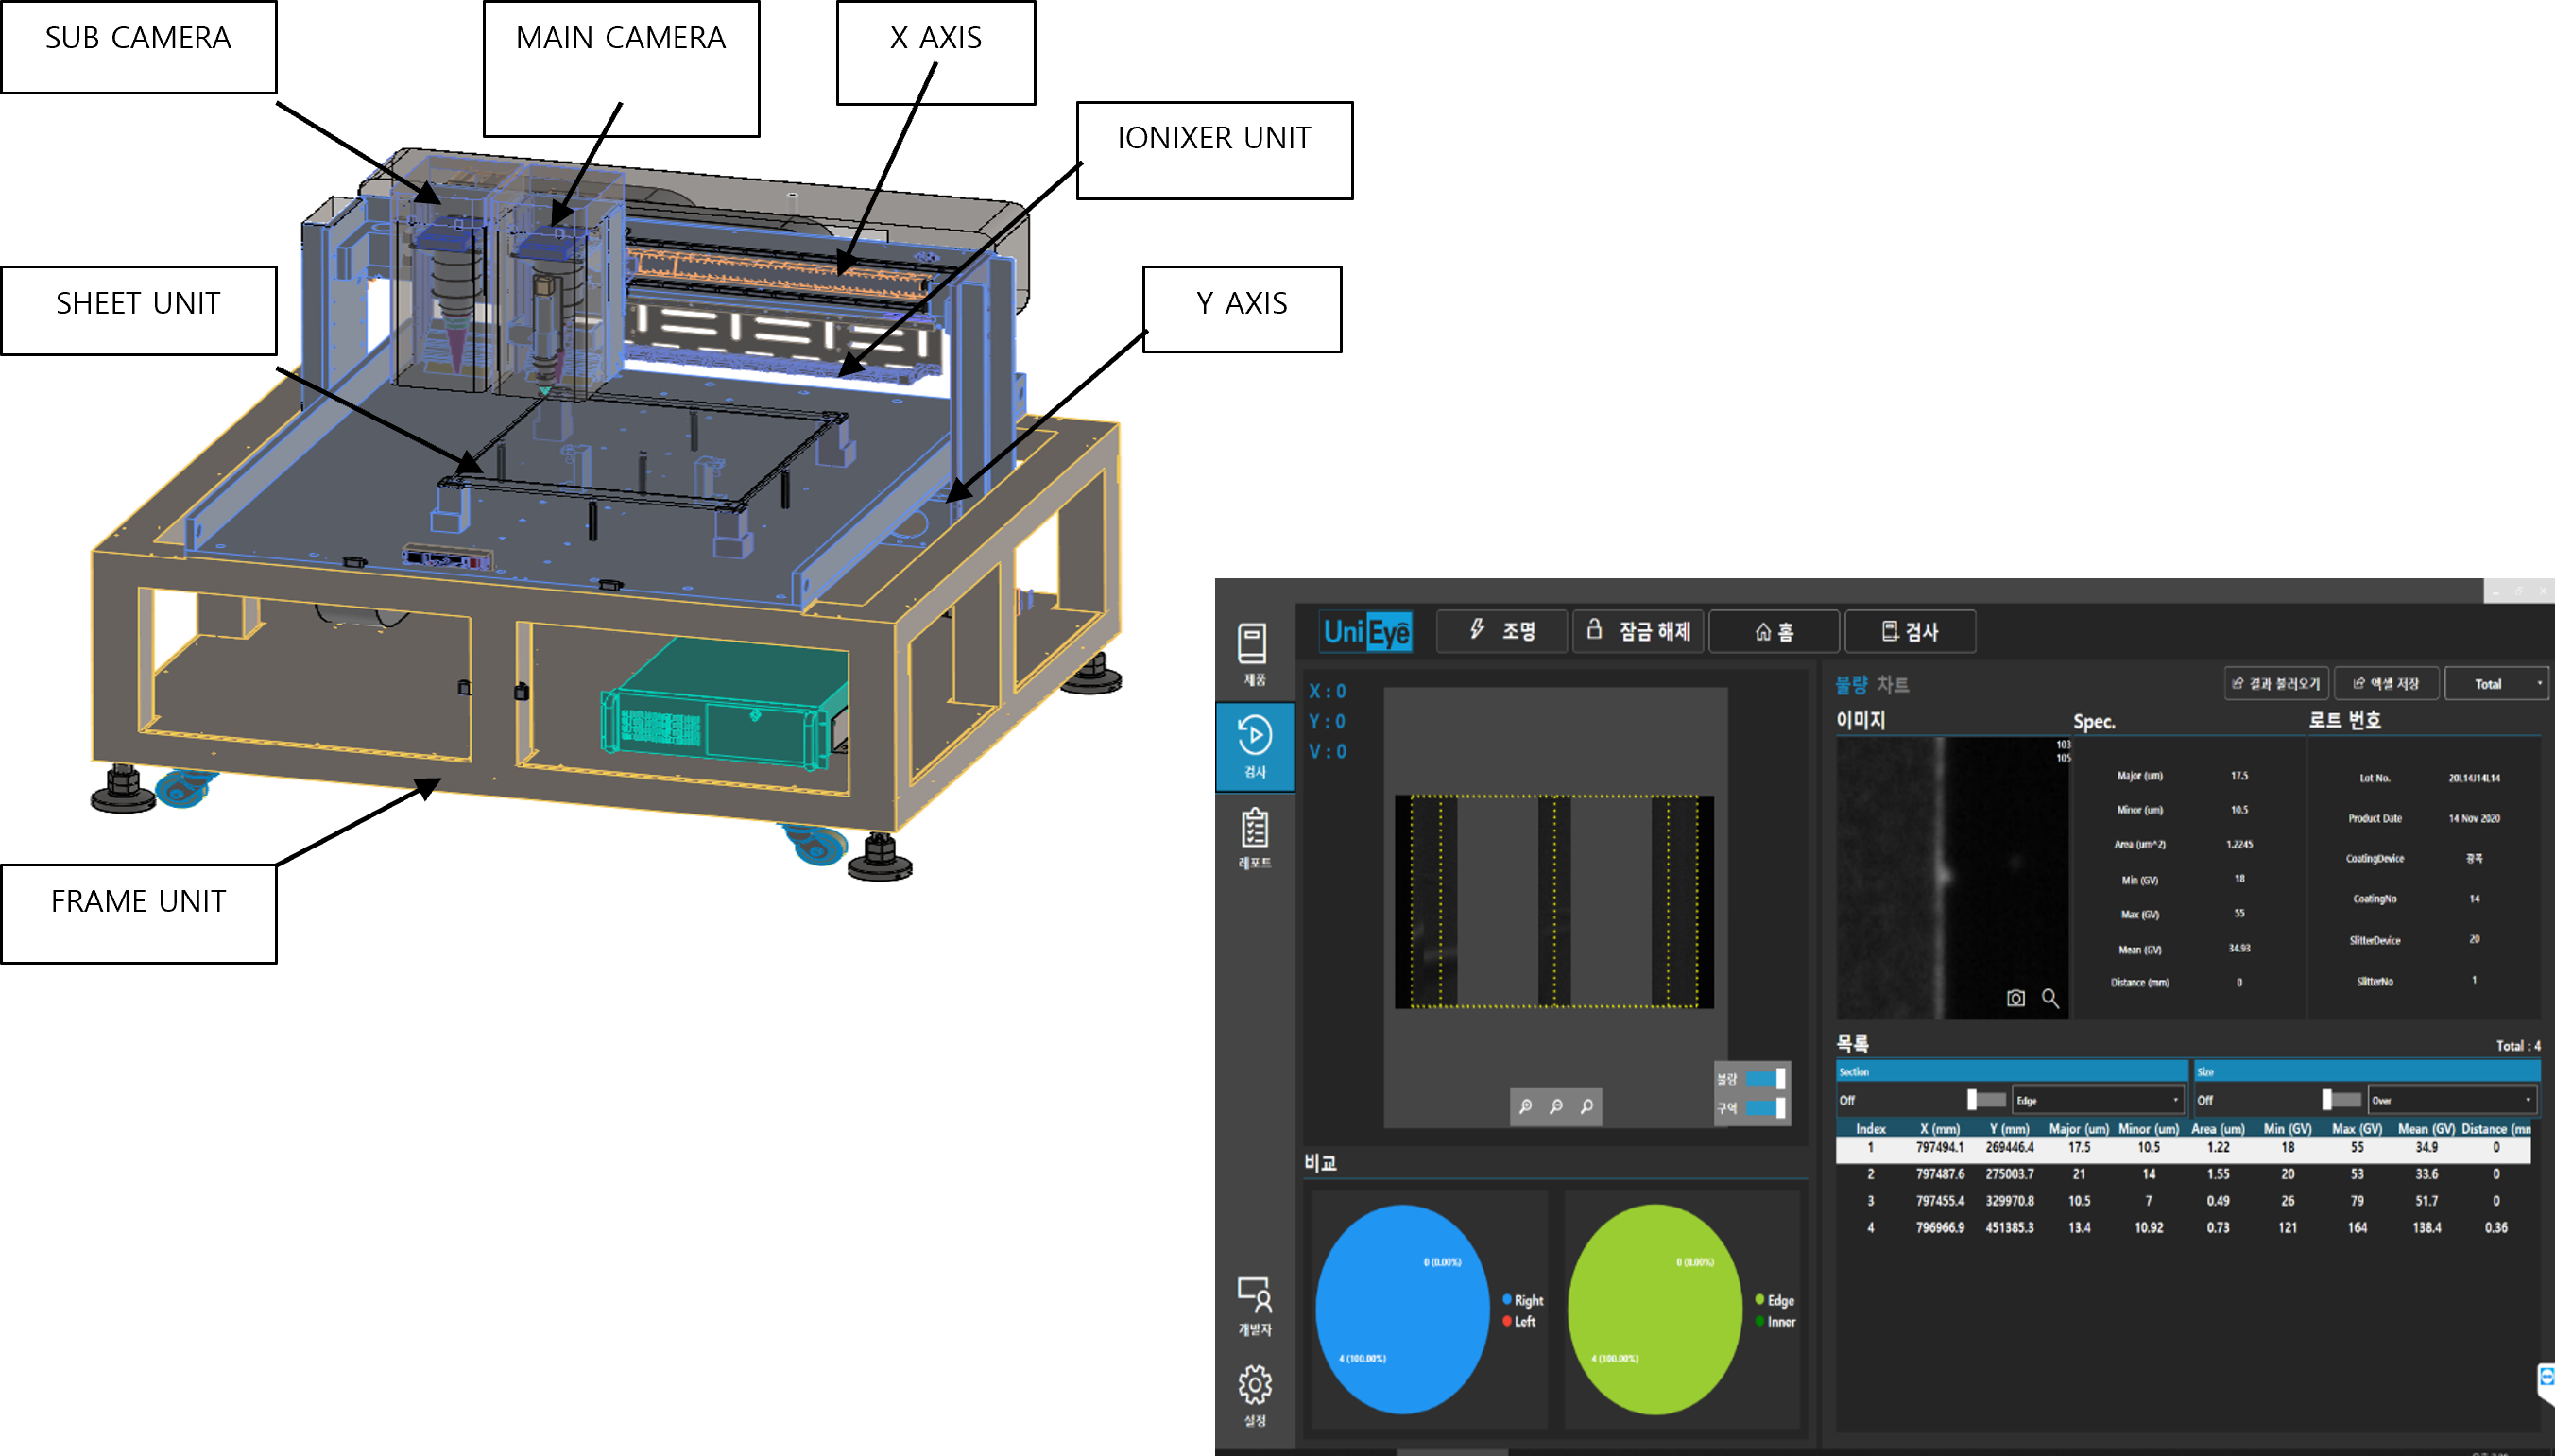 SUB CAMERA
MAIN CAMERA
X AXIS
IONIXER UNIT
SHEET UNIT
Y AXIS
FRAME UNIT
UniEye
조명
잠금 해제
홈
검사
제품
검사
레포트
개발자
설정
X : 0
Y : 0
V : 0
불량
구역
비교
0 (0.00%)
4 (100.00%)
Right
Left
0 (0.00%)
4 (100.00%)
Edge
Inner
불량 차트
결과 불러오기
엑셀 저장
Total
이미지
Spec.
로트 번호
103
105
Major (um) 17.5
Minor (um) 10.5
Area (um^2) 1.2245
Min (GV) 18
Max (GV) 55
Mean (GV) 34.93
Distance (mm) 0
Lot No. 20L14J14L14
Product Date 14 Nov 2020
CoatingDevice 광폭
CoatingNo 14
SlitterDevice 20
SlitterNo 1
목록
Total : 4
Section
Size
Off Edge
Off Over
Index X (mm) Y (mm) Major (um) Minor (um) Area (um) Min (GV) Max (GV) Mean (GV) Distance (mm
1 797494.1 269446.4 17.5 10.5 1.22 18 55 34.9 0
2 797487.6 275003.7 21 14 1.55 20 53 33.6 0
3 797455.4 329970.8 10.5 7 0.49 26 79 51.7 0
4 796966.9 451385.3 13.4 10.92 0.73 121 164 138.4 0.36